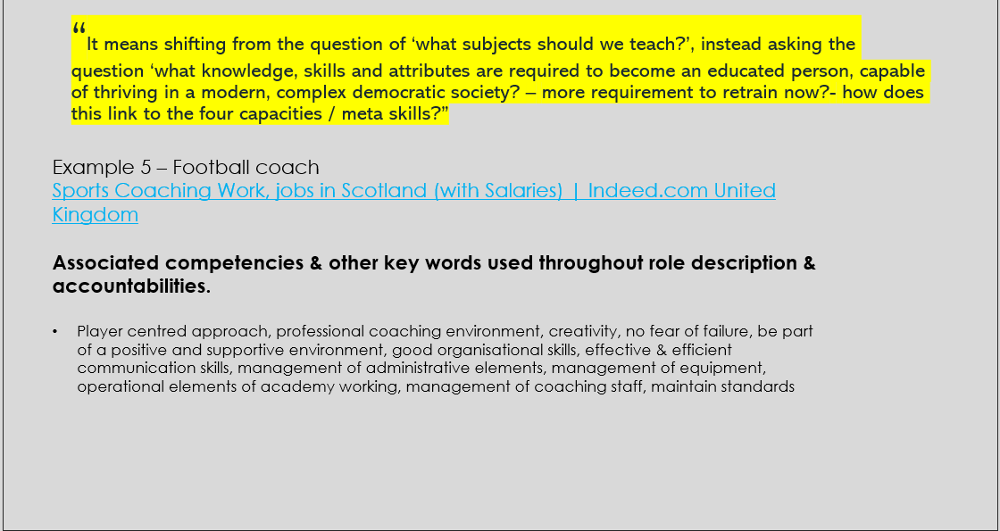 “It means shifting from the question of ‘what subjects should we teach?’, instead asking the
question ‘what knowledge, skills and attributes are required to become an educated person, capable
of thriving in a modern, complex democratic society? – more requirement to retrain now?- how does
this link to the four capacities / meta skills?”
Example 5 – Football coach
Sports Coaching Work, jobs in Scotland (with Salaries) | Indeed.com United
Kingdom
Associated competencies & other key words used throughout role description &
accountabilities.
• Player centred approach, professional coaching environment, creativity, no fear of failure, be part
of a positive and supportive environment, good organisational skills, effective & efficient
communication skills, management of administrative elements, management of equipment,
operational elements of academy working, management of coaching staff, maintain standards